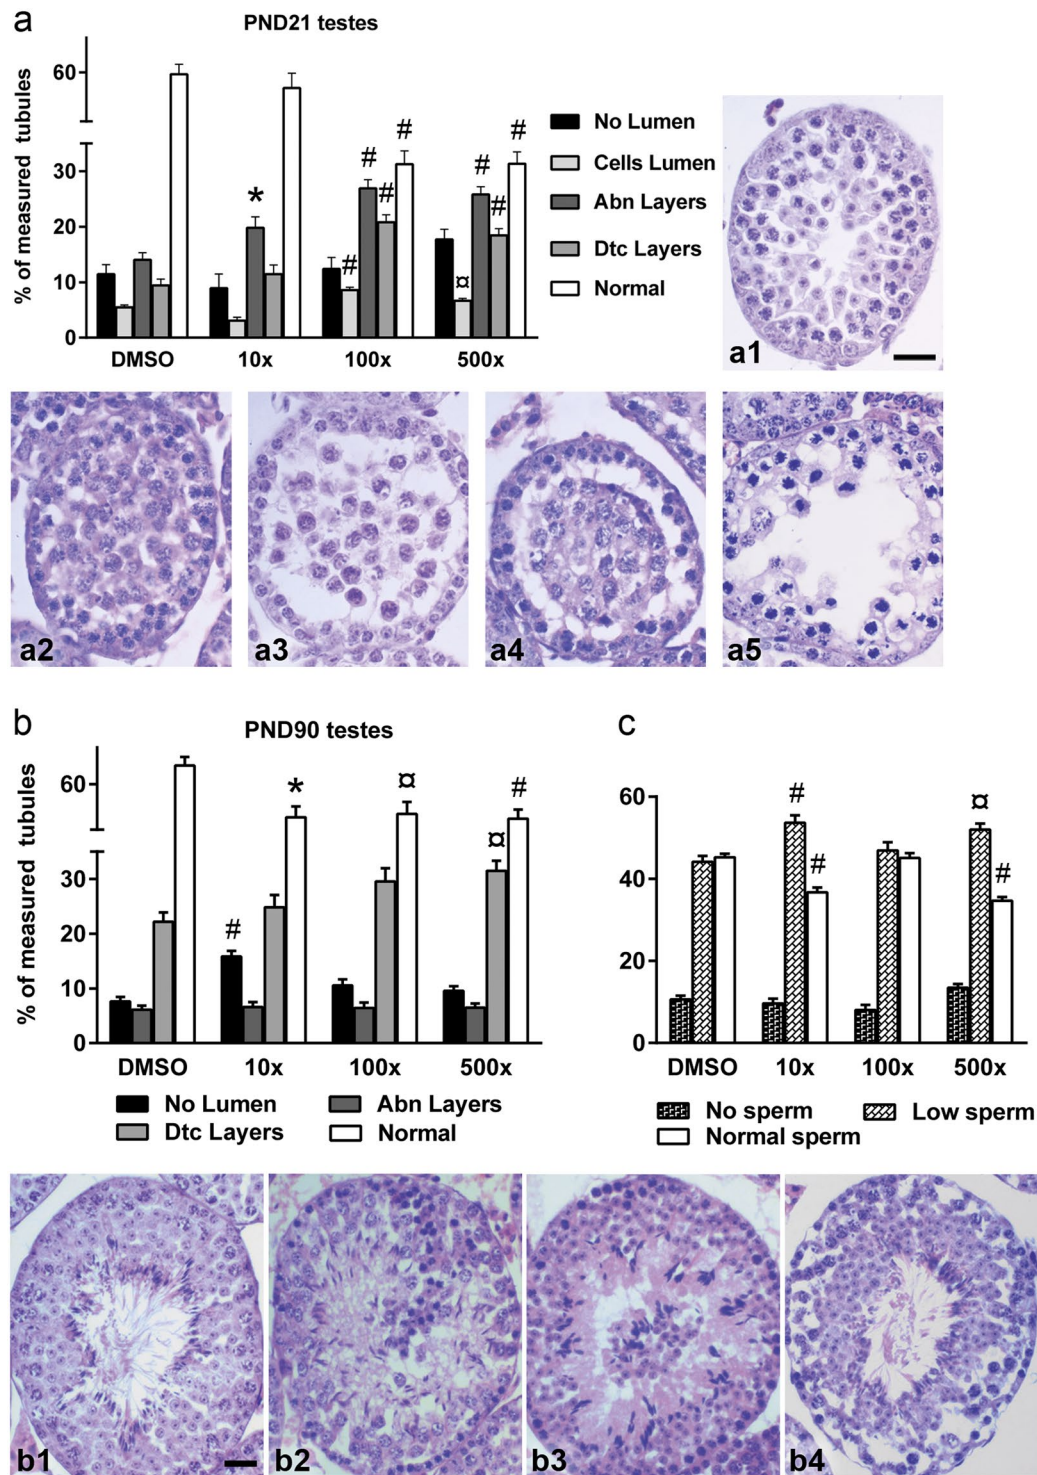 a
PND21 testes
% of measured tubules
60
30
20
10
0
*
# # # #
¤ # # #
DMSO 10x 100x 500x
No Lumen
Cells Lumen
Abn Layers
Dtc Layers
Normal
a1
a2 a3 a4 a5
b
PND90 testes
% of measured tubules
60
30
20
10
0
# * ¤ ¤ #
DMSO 10x 100x 500x
No Lumen
Abn Layers
Dtc Layers
Normal
c
60
40
20
0
# # ¤ #
DMSO 10x 100x 500x
No sperm
Low sperm
Normal sperm
b1 b2 b3 b4